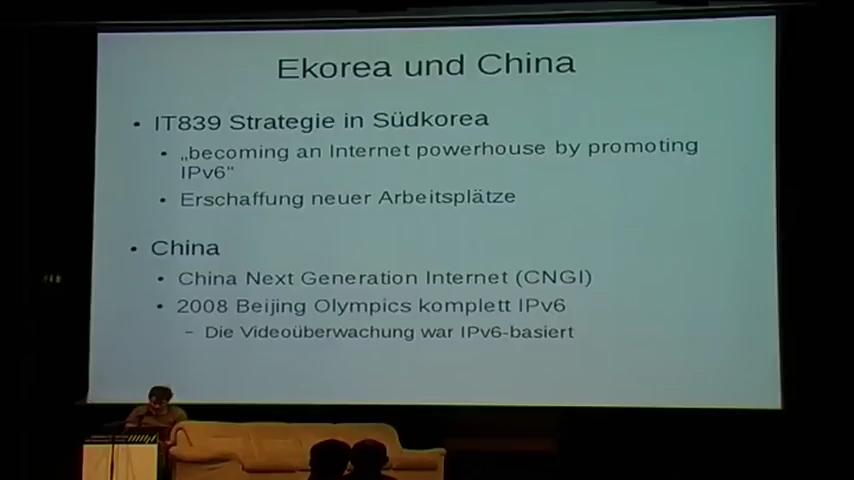 Ekorea und China
• IT839 Strategie in Südkorea
• „becoming an Internet powerhouse by promoting
IPv6“
• Erschaffung neuer Arbeitsplätze
• China
• China Next Generation Internet (CNGI)
• 2008 Beijing Olympics komplett IPv6
– Die Videoüberwachung war IPv6-basiert